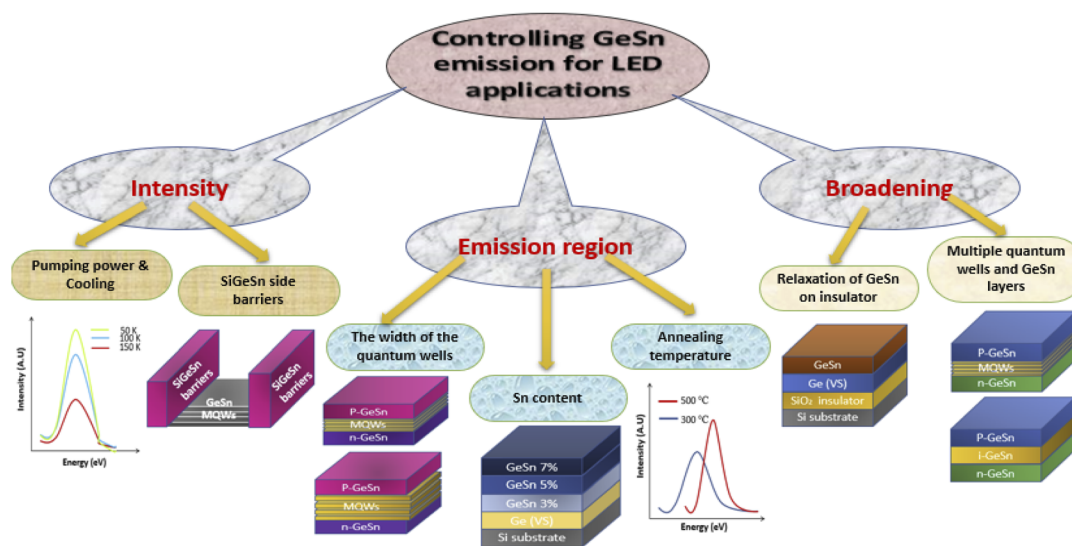 Controlling GeSn
emission for LED
applications
Intensity
Emission region
Broadening
Pumping power &
Cooling
SiGeSn side
barriers
The width of the
quantum wells
Sn content
Annealing
temperature
Relaxation of GeSn
on insulator
Multiple quantum
wells and GeSn
layers
Intensity (A.U)
50 K
100 K
150 K
Energy (eV)
SiGeSn
barriers
GeSn
MQWs
SiGeSn
barriers
P-GeSn
MQWs
n-GeSn
P-GeSn
MQWs
n-GeSn
GeSn 7%
GeSn 5%
GeSn 3%
Ge (VS)
Si substrate
Intensity (A.U)
500 °C
300 °C
Energy (eV)
GeSn
Ge (VS)
SiO₂ insulator
Si substrate
P-GeSn
MQWs
n-GeSn
P-GeSn
i-GeSn
n-GeSn